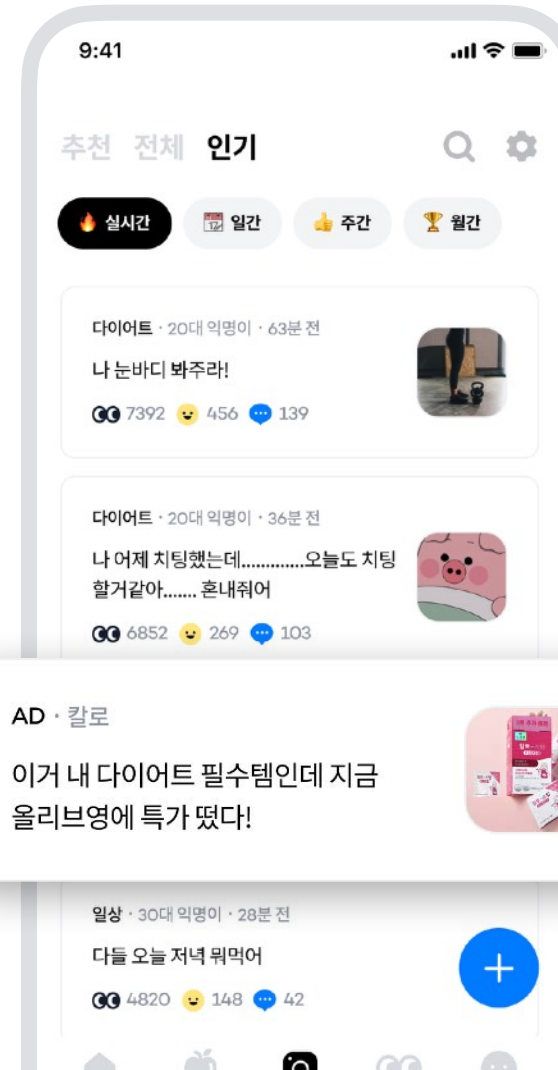 9:41
추천 전체 인기
실시간 일간 주간 월간
다이어트 · 20대 익명이 · 63분 전
나 눈바디 봐주라!
7392 456 139
다이어트 · 20대 익명이 · 36분 전
나 어제 치팅했는데.............오늘도 치팅
할거같아....... 혼내줘어
6852 269 103
AD · 칼로
이거 내 다이어트 필수템인데 지금
올리브영에 특가 떴다!
일상 · 30대 익명이 · 28분 전
다들 오늘 저녁 뭐먹어
4820 148 42